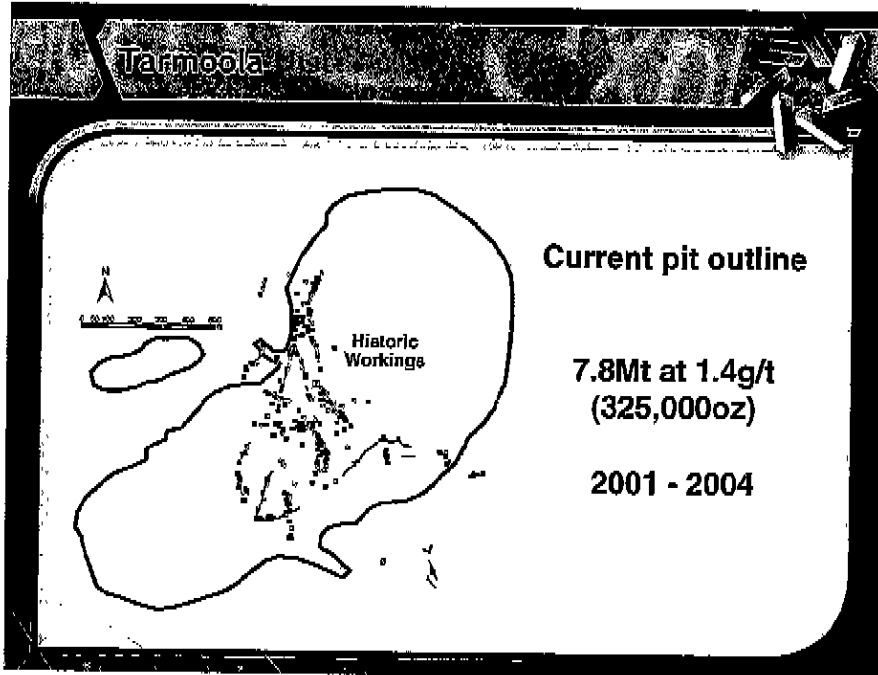 Tarmoola
Current pit outline
N
Historic
Workings
7.8Mt at 1.4g/t
(325,000oz)
2001 - 2004